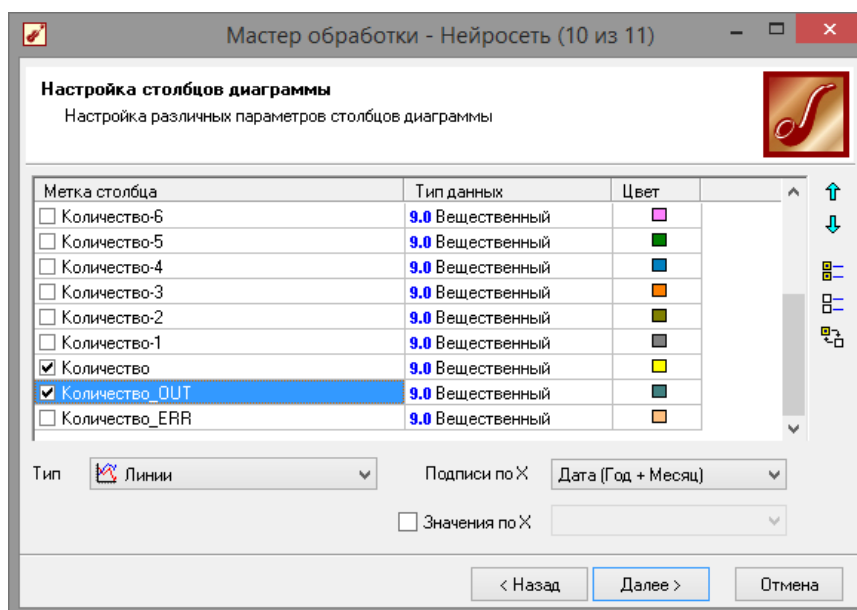 Мастер обработки - Нейросеть (10 из 11)
Настройка столбцов диаграммы
Настройка различных параметров столбцов диаграммы
Метка столбца Тип данных Цвет
Количество-6 9.0 Вещественный
Количество-5 9.0 Вещественный
Количество-4 9.0 Вещественный
Количество-3 9.0 Вещественный
Количество-2 9.0 Вещественный
Количество-1 9.0 Вещественный
Количество 9.0 Вещественный
Количество_OUT 9.0 Вещественный
Количество_ERR 9.0 Вещественный
Тип Линии Подписи по X Дата (Год + Месяц)
Значения по X
< Назад Далее > Отмена